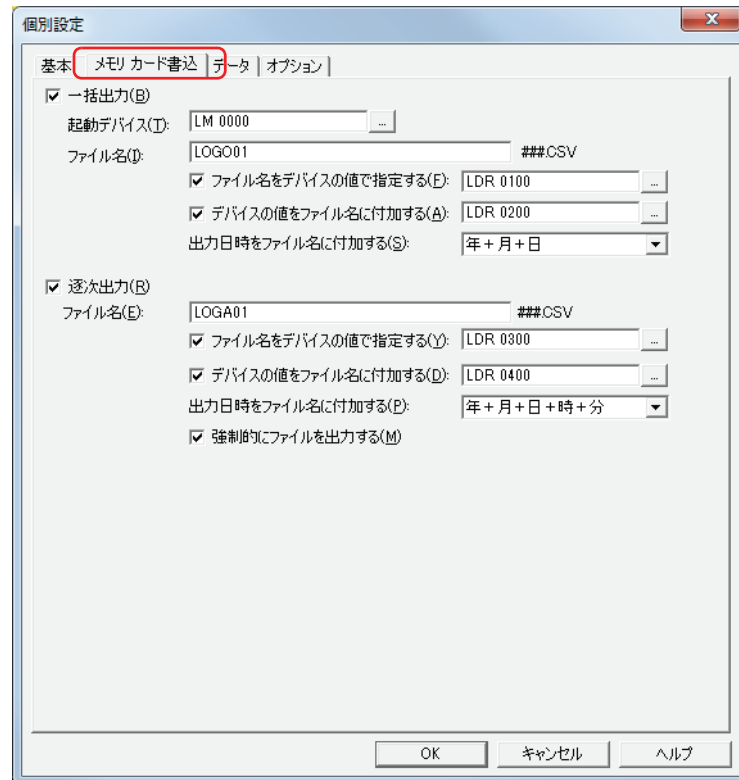 個別設定
基本 メモリ カード書込 データ オプション
一括出力(B)
起動デバイス(T): LM 0000 ...
ファイル名(I): LOGO01 ###.CSV
ファイル名をデバイスの値で指定する(F): LDR 0100 ...
デバイスの値をファイル名に付加する(A): LDR 0200 ...
出力日時をファイル名に付加する(S): 年+月+日
逐次出力(R)
ファイル名(E): LOGA01 ###.CSV
ファイル名をデバイスの値で指定する(Y): LDR 0300 ...
デバイスの値をファイル名に付加する(D): LDR 0400 ...
出力日時をファイル名に付加する(P): 年+月+日+時+分
強制的にファイルを出力する(M)
OK キャンセル ヘルプ